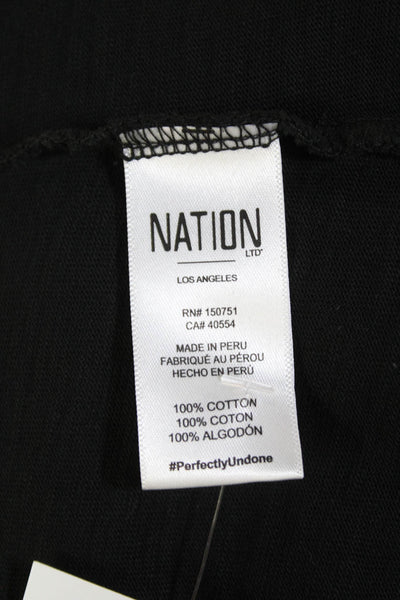 NATION
LTD
LOS ANGELES
RN# 150751
CA# 40554
MADE IN PERU
FABRIQUÉ AU PÉROU
HECHO EN PERÚ
100% COTTON
100% COTON
100% ALGODÓN
#PerfectlyUndone